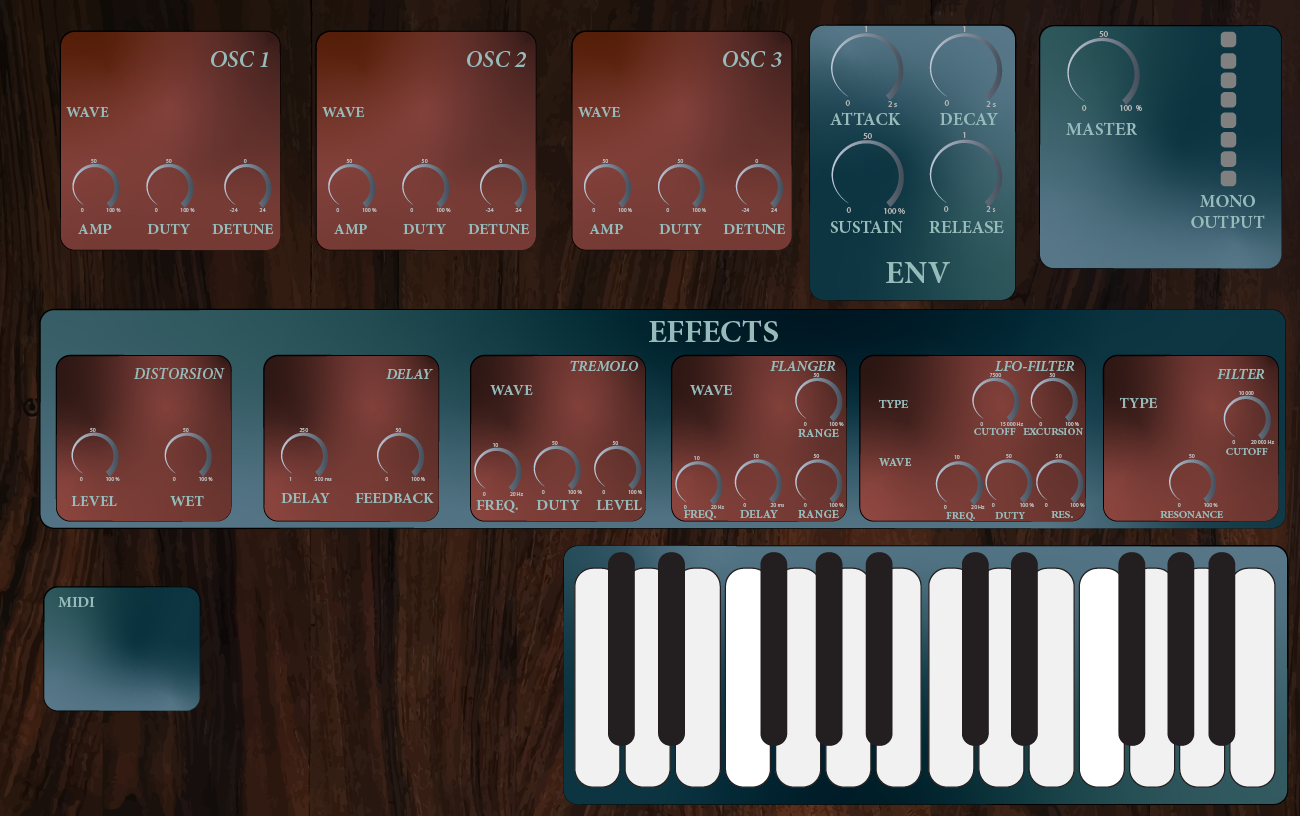 OSC 1
WAVE
50 50 0
0 100 % 0 100 % -24 24
AMP DUTY DETUNE
OSC 2
WAVE
50 50 0
0 100 % 0 100 % -24 24
AMP DUTY DETUNE
OSC 3
WAVE
50 50 0
0 100 % 0 100 % -24 24
AMP DUTY DETUNE
1 1
0 2 s 0 2 s
ATTACK DECAY
50 1
0 100 % 0 2 s
SUSTAIN RELEASE
ENV
50
0 100 %
MASTER
MONO
OUTPUT
EFFECTS
DISTORSION
50 50
0 100 % 0 100 %
LEVEL WET
DELAY
250 50
1 503 ms 0 100 %
DELAY FEEDBACK
TREMOLO
WAVE
10 50 50
0 20 Hz 0 100 % 0 100 %
FREQ. DUTY LEVEL
FLANGER
WAVE
50
0 100 %
RANGE
10 10 50
0 20 Hz 0 20 ms 0 100 %
FREQ. DELAY RANGE
LFO-FILTER
7500 50
TYPE
0 15 000 Hz 0 100 %
CUTOFF EXCURSION
WAVE
10 50 50
0 20 Hz 0 100 % 0 100 %
FREQ. DUTY RES.
FILTER
10 000
TYPE
0 20 003 Hz
CUTOFF
50
0 100 %
RESONANCE
MIDI